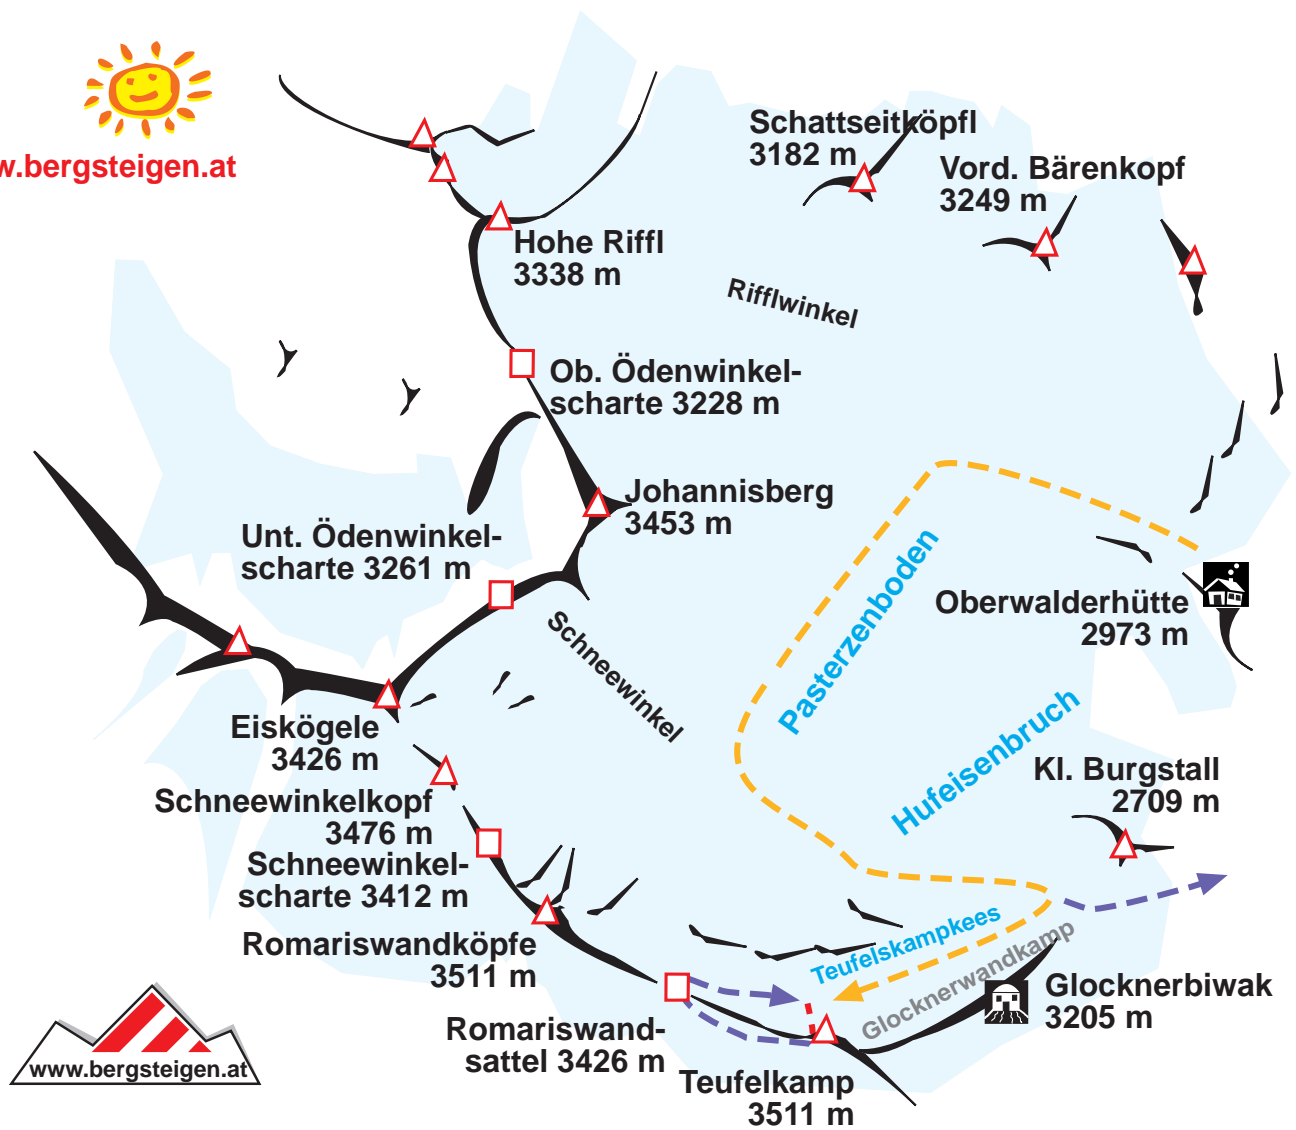 w.bergsteigen.at
Schattseitköpfl
3182 m
Vord. Bärenkopf
3249 m
Hohe Riffl
3338 m
Rifflwinkel
Ob. Ödenwinkel-
scharte 3228 m
Johannisberg
3453 m
Unt. Ödenwinkel-
scharte 3261 m
Schneewinkel
Pasterzenboden
Oberwalderhütte
2973 m
Hufeisenbruch
Eiskögele
3426 m
Kl. Burgstall
2709 m
Schneewinkelkopf
3476 m
Schneewinkel-
scharte 3412 m
Romariswandköpfe
3511 m
Teufelskampkees
Glocknerwandkamp
Glocknerbiwak
3205 m
Romariswand-
sattel 3426 m
Teufelkamp
3511 m
www.bergsteigen.at